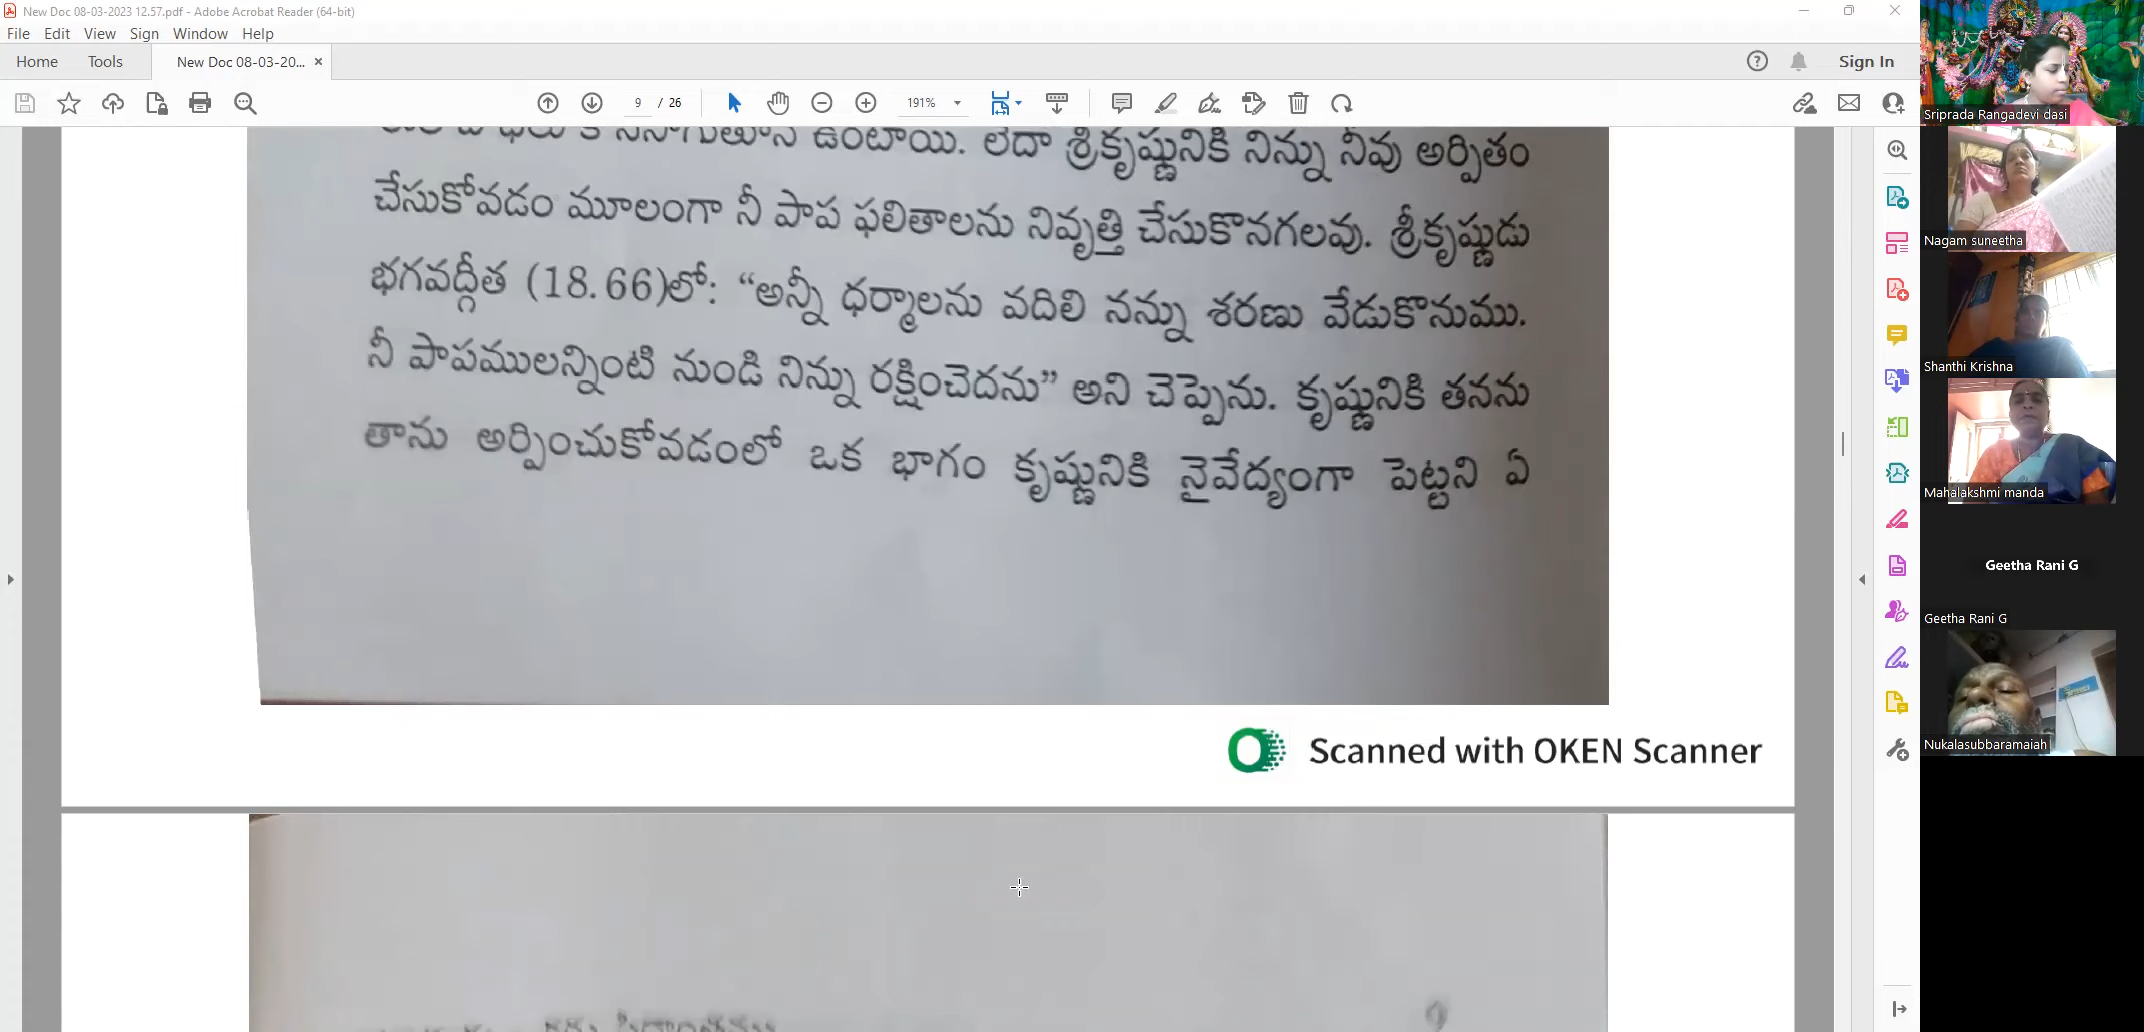 New Doc 08-03-2023 12.57.pdf - Adobe Acrobat Reader (64-bit)
File Edit View Sign Window Help
Home Tools New Doc 08-03-20... × Sign In
9 / 26 191%
ఉంటాయి. లేదా శ్రీకృష్ణునికి నిన్ను నీవు అర్పితం
చేసుకోవడం మూలంగా నీ పాప ఫలితాలను నివృత్తి చేసుకొనగలవు. శ్రీకృష్ణుడు
భగవద్గీత (18.66)లో: “అన్నీ ధర్మాలను వదిలి నన్ను శరణు వేడుకొనుము.
నీ పాపములన్నింటి నుండి నిన్ను రక్షించెదను” అని చెప్పెను. కృష్ణునికి తనను
తాను అర్పించుకోవడంలో ఒక భాగం కృష్ణునికి నైవేద్యంగా పెట్టని ఏ
Scanned with OKEN Scanner
Sriprada Rangadevi dasi
Nagam suneetha
Shanthi Krishna
Mahalakshmi manda
Geetha Rani G
Geetha Rani G
Nukalasubbaramaiah